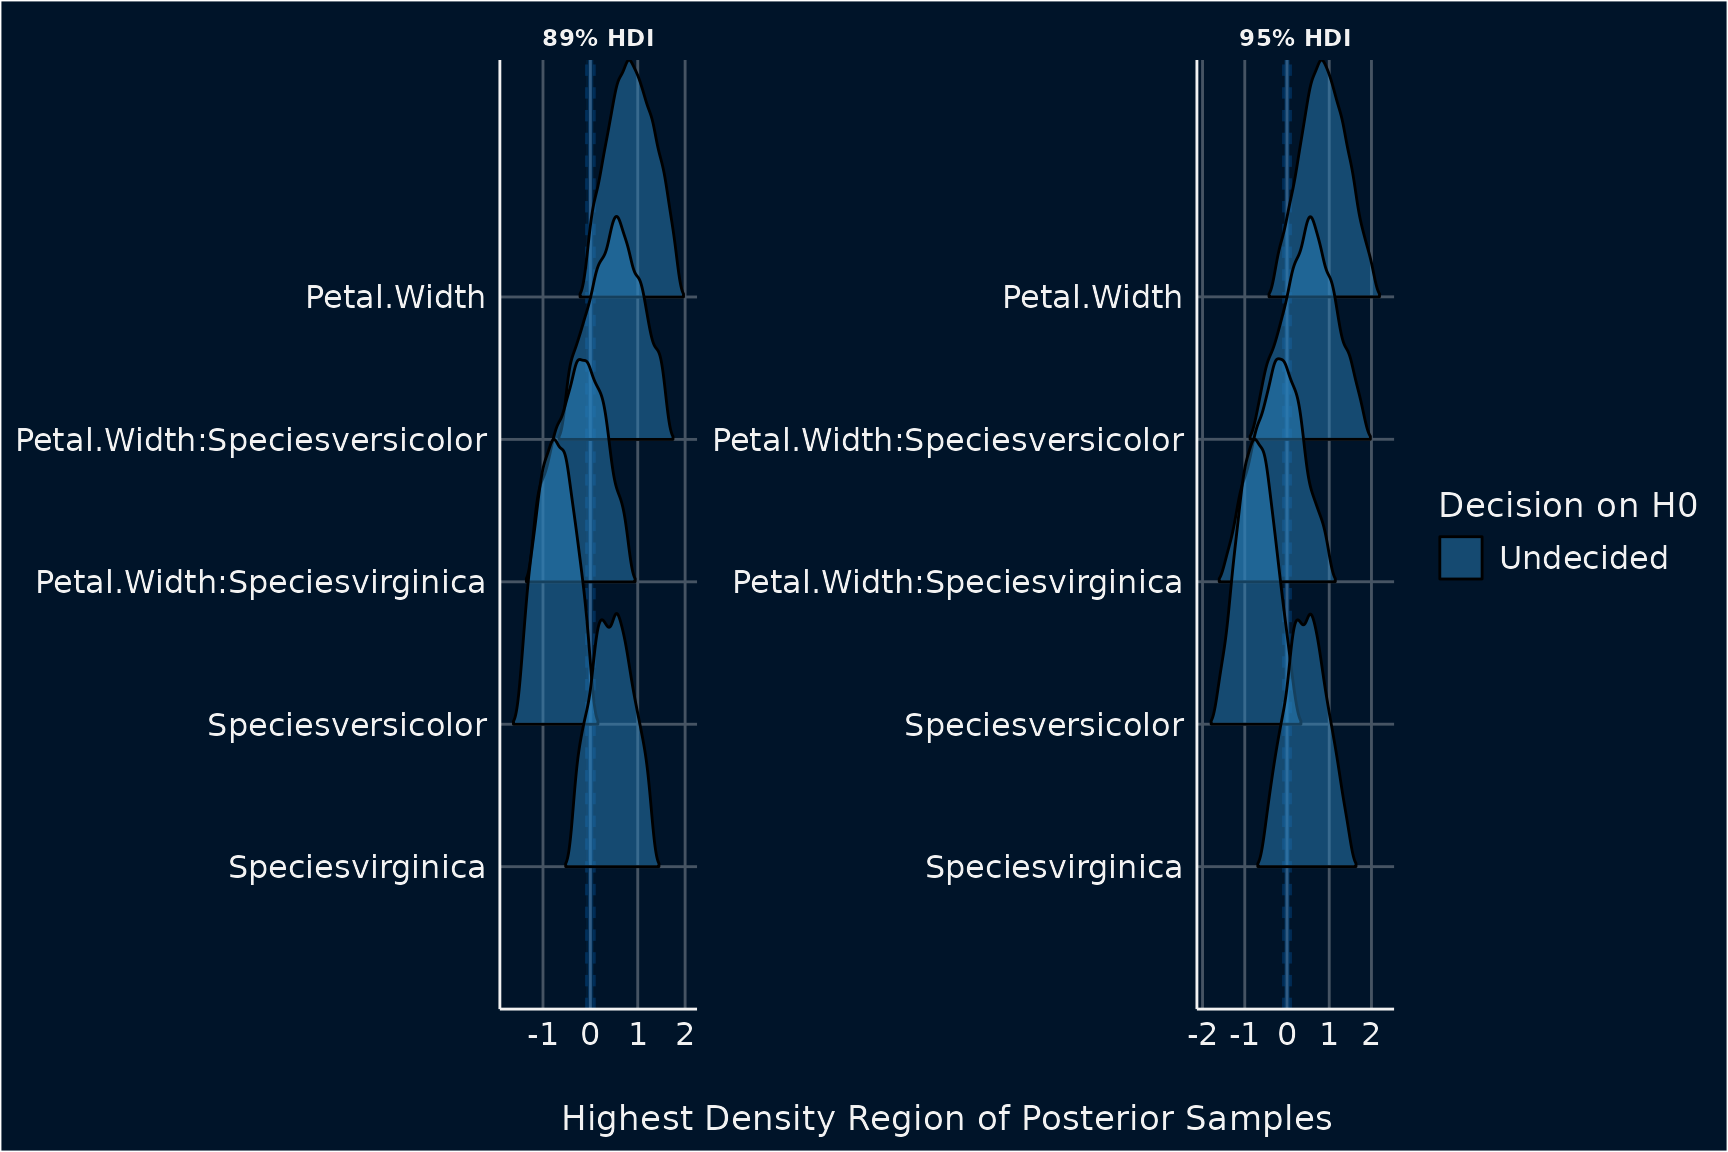 89% HDI
Petal.Width
Petal.Width:Speciesversicolor
Petal.Width:Speciesvirginica
Speciesversicolor
Speciesvirginica
-1 0 1 2
95% HDI
Petal.Width
Petal.Width:Speciesversicolor
Petal.Width:Speciesvirginica
Speciesversicolor
Speciesvirginica
-2 -1 0 1 2
Decision on H0
Undecided
Highest Density Region of Posterior Samples